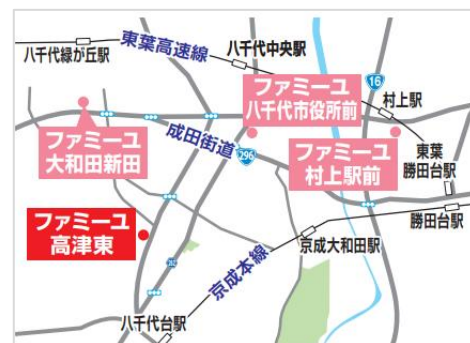 八千代緑が丘駅
東葉高速線
八千代中央駅
16
村上駅
ファミーユ
大和田新田
ファミーユ
八千代市役所前
成田街道
296
ファミーユ
村上駅前
東葉
勝田台駅
勝田台駅
ファミーユ
高津東
京成大和田駅
京成本線
八千代台駅